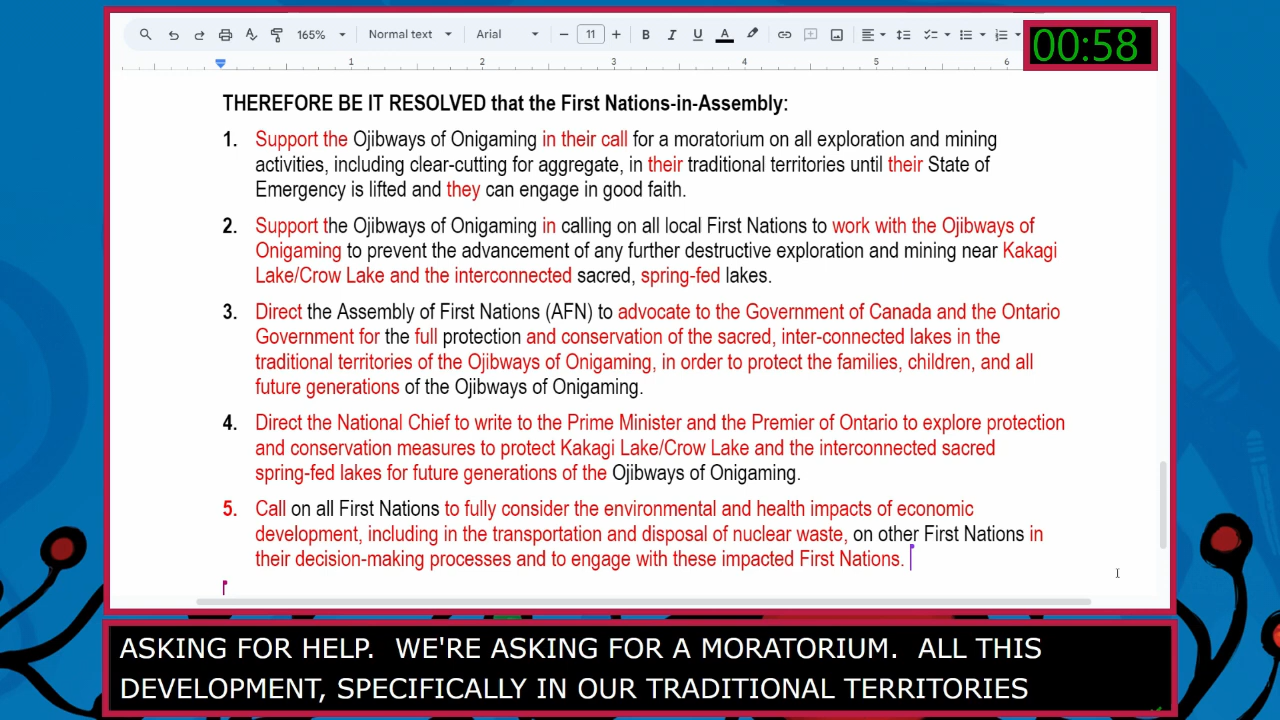 165% Normal text Arial 11 B I U A
00:58
1 2 3 4 5 6
THEREFORE BE IT RESOLVED that the First Nations-in-Assembly:
1. Support the Ojibways of Onigaming in their call for a moratorium on all exploration and mining
activities, including clear-cutting for aggregate, in their traditional territories until their State of
Emergency is lifted and they can engage in good faith.
2. Support the Ojibways of Onigaming in calling on all local First Nations to work with the Ojibways of
Onigaming to prevent the advancement of any further destructive exploration and mining near Kakagi
Lake/Crow Lake and the interconnected sacred, spring-fed lakes.
3. Direct the Assembly of First Nations (AFN) to advocate to the Government of Canada and the Ontario
Government for the full protection and conservation of the sacred, inter-connected lakes in the
traditional territories of the Ojibways of Onigaming, in order to protect the families, children, and all
future generations of the Ojibways of Onigaming.
4. Direct the National Chief to write to the Prime Minister and the Premier of Ontario to explore protection
and conservation measures to protect Kakagi Lake/Crow Lake and the interconnected sacred
spring-fed lakes for future generations of the Ojibways of Onigaming.
5. Call on all First Nations to fully consider the environmental and health impacts of economic
development, including in the transportation and disposal of nuclear waste, on other First Nations in
their decision-making processes and to engage with these impacted First Nations.
ASKING FOR HELP. WE'RE ASKING FOR A MORATORIUM. ALL THIS
DEVELOPMENT, SPECIFICALLY IN OUR TRADITIONAL TERRITORIES